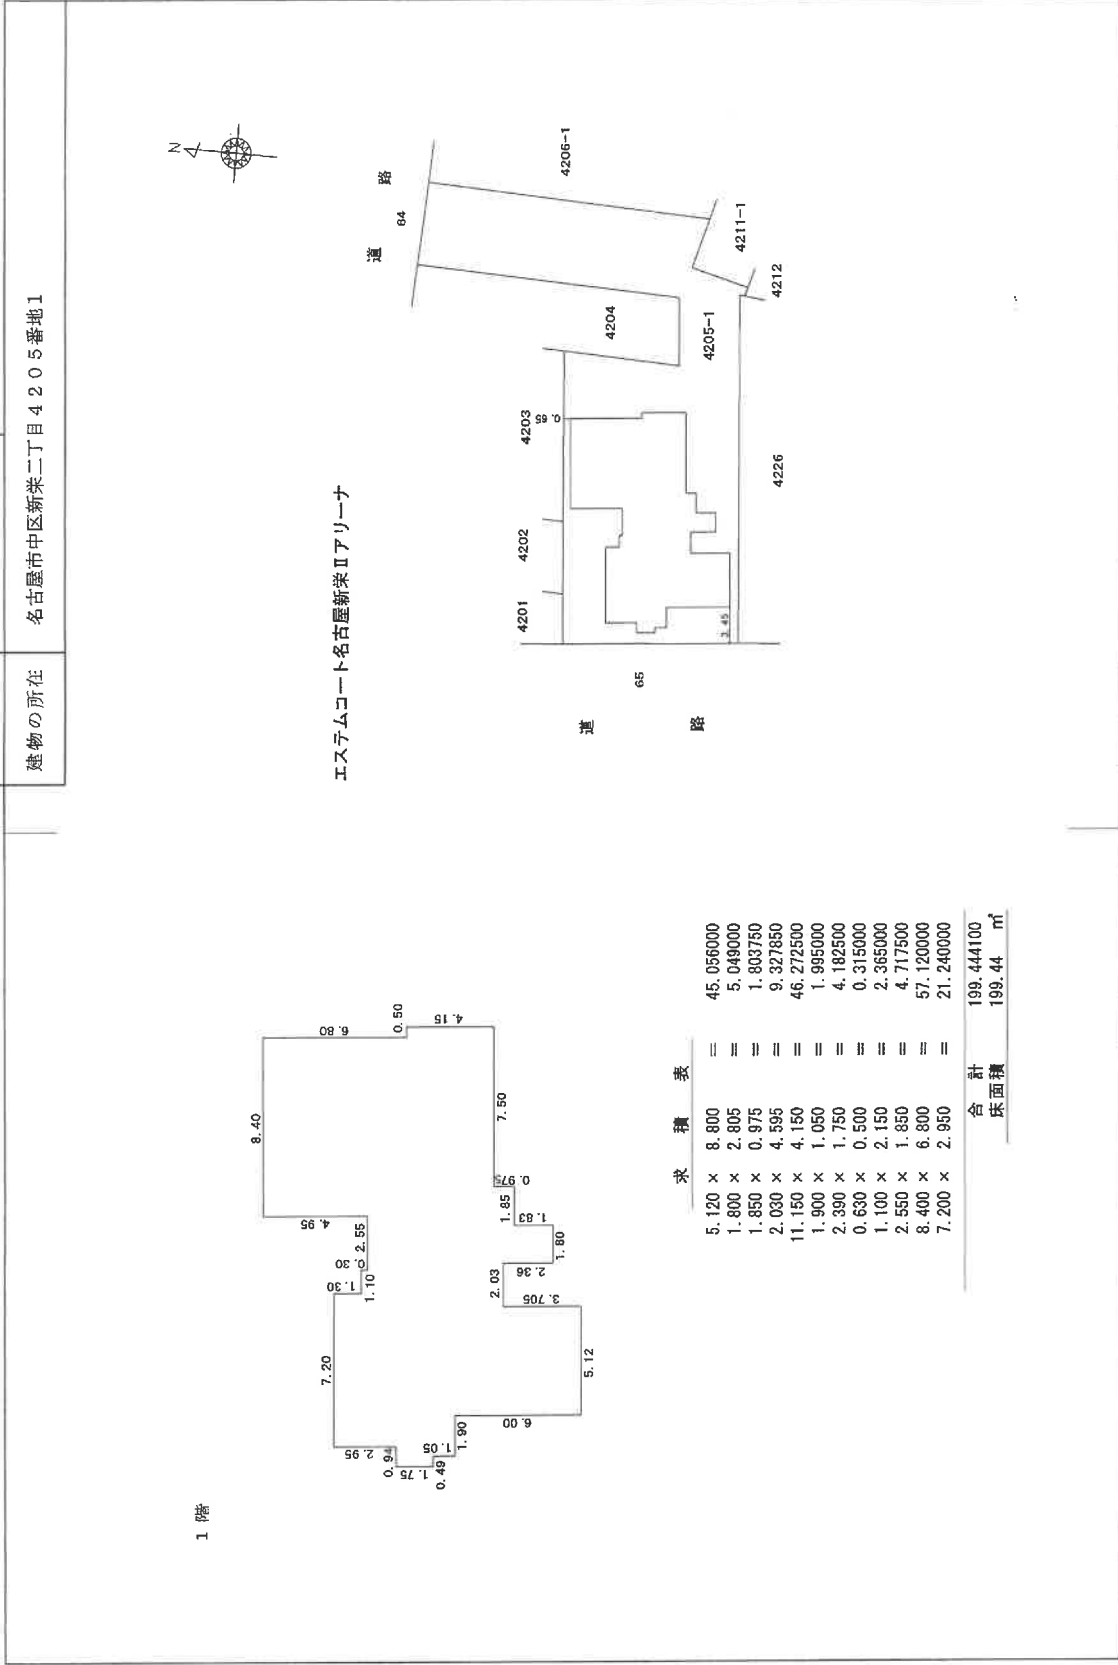 建物の所在
名古屋市中区新栄二丁目４２０５番地1
1 階
8.40
6.80
0.50
4.15
7.50
0.975
1.85
1.83
1.80
2.36
2.03
3.705
5.12
6.00
1.90
1.05
0.49
1.75
0.94
2.95
7.20
1.30
1.10
0.30
2.55
4.95
求 積 表
5.120 × 8.800 = 45.056000
1.800 × 2.805 = 5.049000
1.850 × 0.975 = 1.803750
2.030 × 4.595 = 9.327850
11.150 × 4.150 = 46.272500
1.900 × 1.050 = 1.995000
2.390 × 1.750 = 4.182500
0.630 × 0.500 = 0.315000
1.100 × 2.150 = 2.365000
2.550 × 1.850 = 4.717500
8.400 × 6.800 = 57.120000
7.200 × 2.950 = 21.240000
合 計 199.444100
床面積 199.44 ㎡
エステムコート名古屋新栄Ⅱアリーナ
N
道 64 路
4206-1
4211-1
4212
4204
4205-1
4203
0.65
4202
4201
4226
3.45
道 65 路